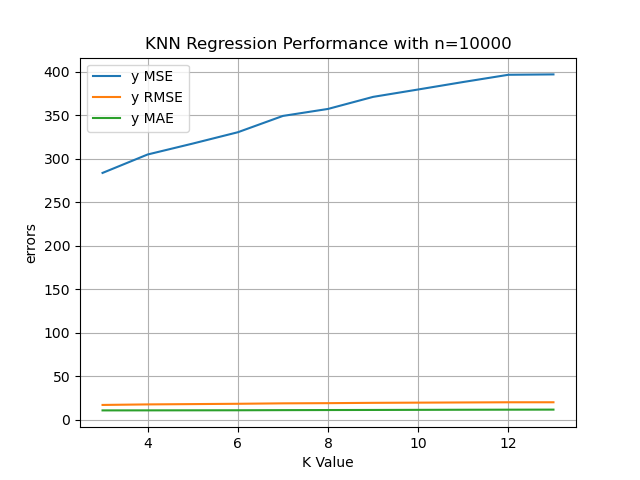 KNN Regression Performance with n=10000
y MSE
y RMSE
y MAE
400
350
300
250
200
150
100
50
0
errors
4 6 8 10 12
K Value